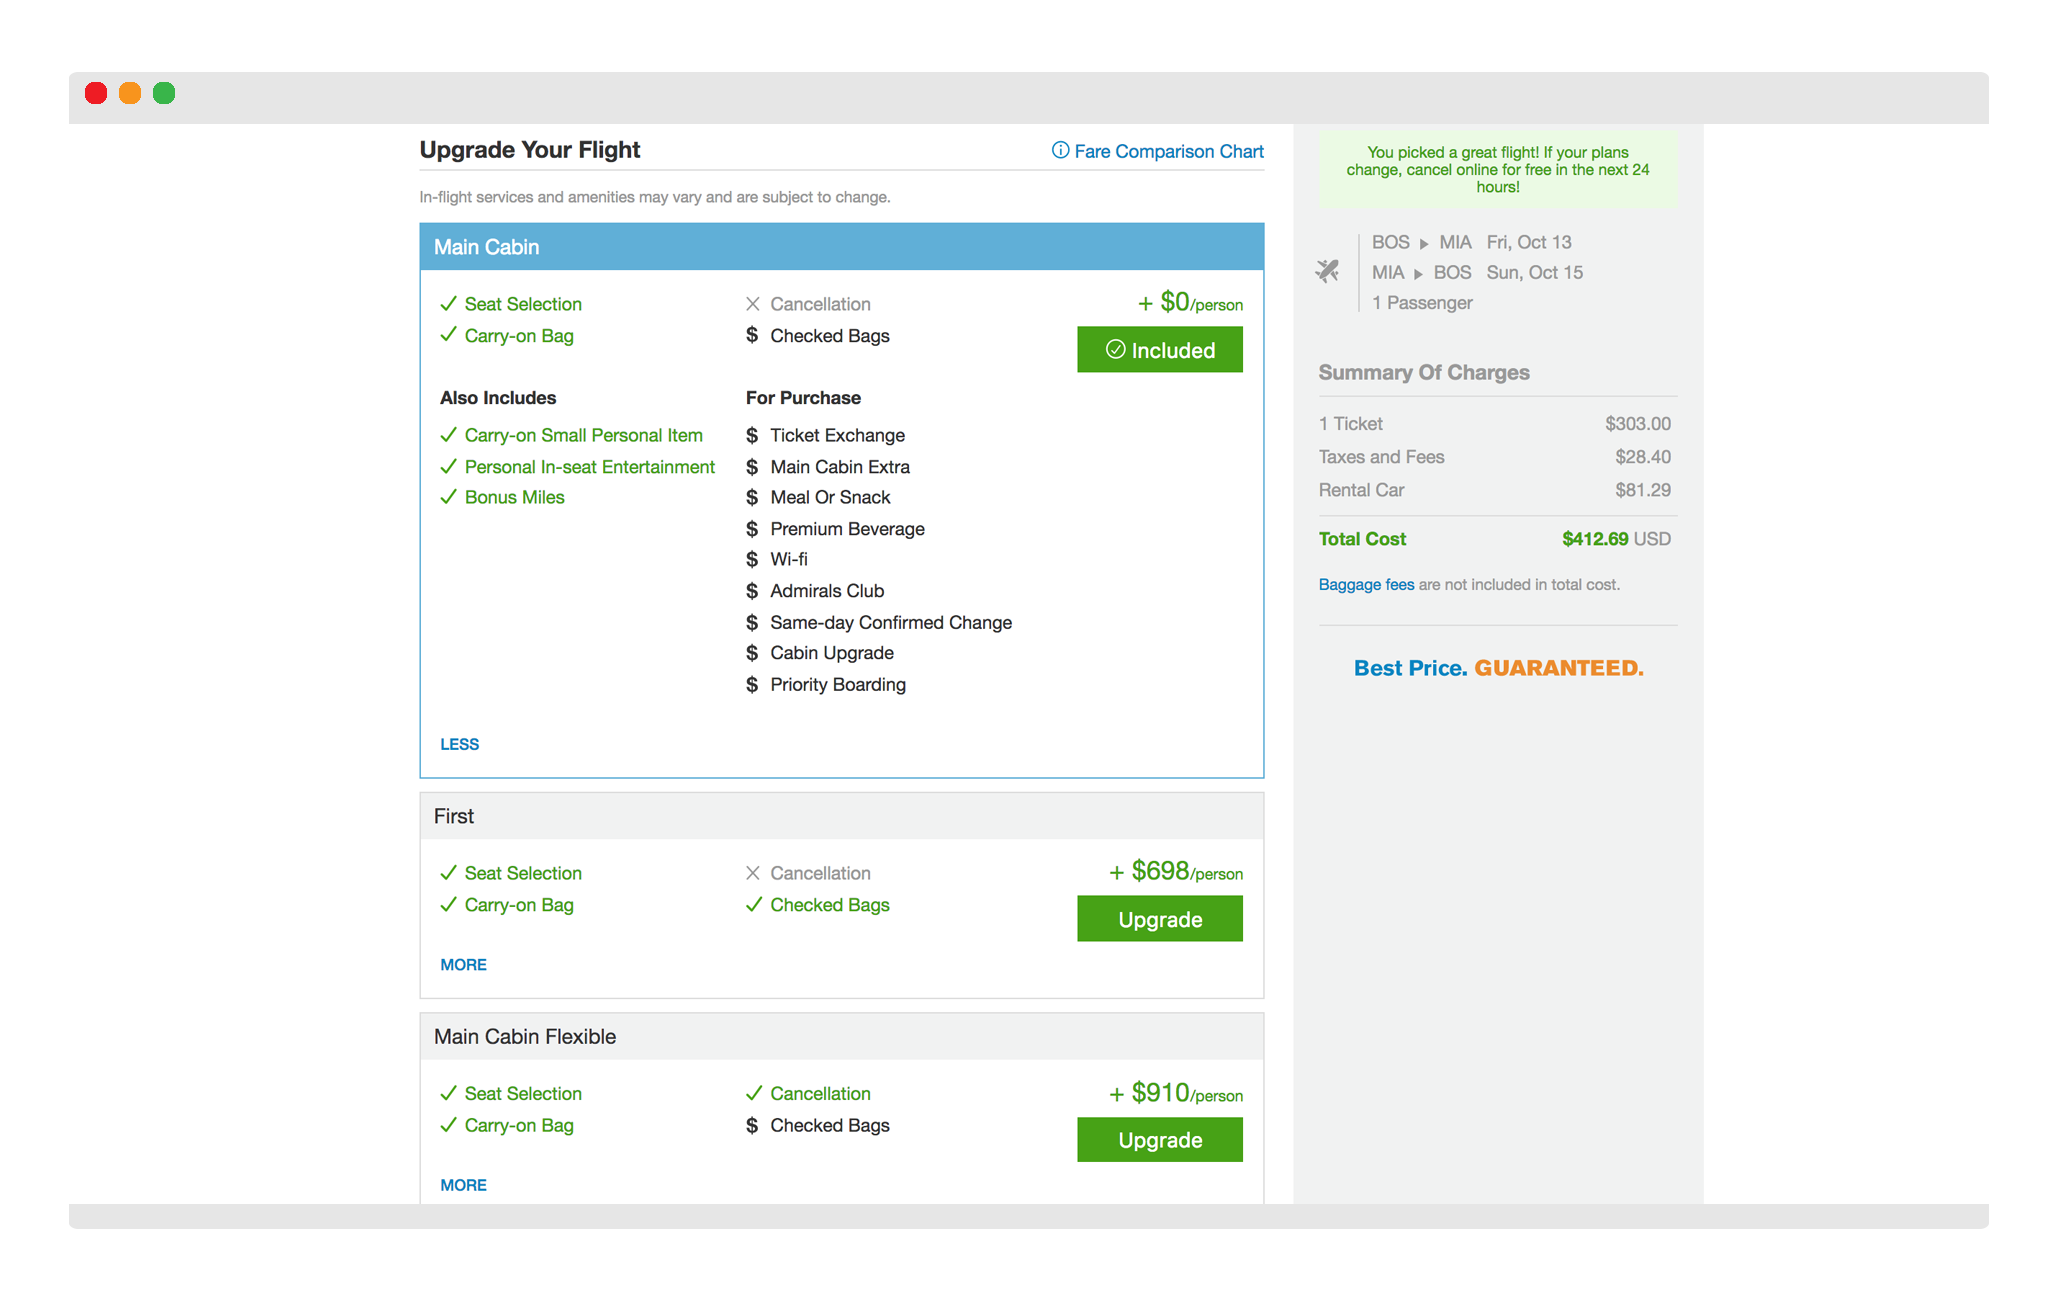 Upgrade Your Flight
Fare Comparison Chart
In-flight services and amenities may vary and are subject to change.
Main Cabin
Seat Selection
Carry-on Bag
Cancellation
$ Checked Bags
+ $0/person
Included
Also Includes
Carry-on Small Personal Item
Personal In-seat Entertainment
Bonus Miles
For Purchase
$ Ticket Exchange
$ Main Cabin Extra
$ Meal Or Snack
$ Premium Beverage
$ Wi-fi
$ Admirals Club
$ Same-day Confirmed Change
$ Cabin Upgrade
$ Priority Boarding
LESS
First
Seat Selection
Carry-on Bag
Cancellation
Checked Bags
+ $698/person
Upgrade
MORE
Main Cabin Flexible
Seat Selection
Carry-on Bag
Cancellation
$ Checked Bags
+ $910/person
Upgrade
MORE
You picked a great flight! If your plans
change, cancel online for free in the next 24
hours!
BOS ▸ MIA Fri, Oct 13
MIA ▸ BOS Sun, Oct 15
1 Passenger
Summary Of Charges
1 Ticket $303.00
Taxes and Fees $28.40
Rental Car $81.29
Total Cost $412.69 USD
Baggage fees are not included in total cost.
Best Price. GUARANTEED.